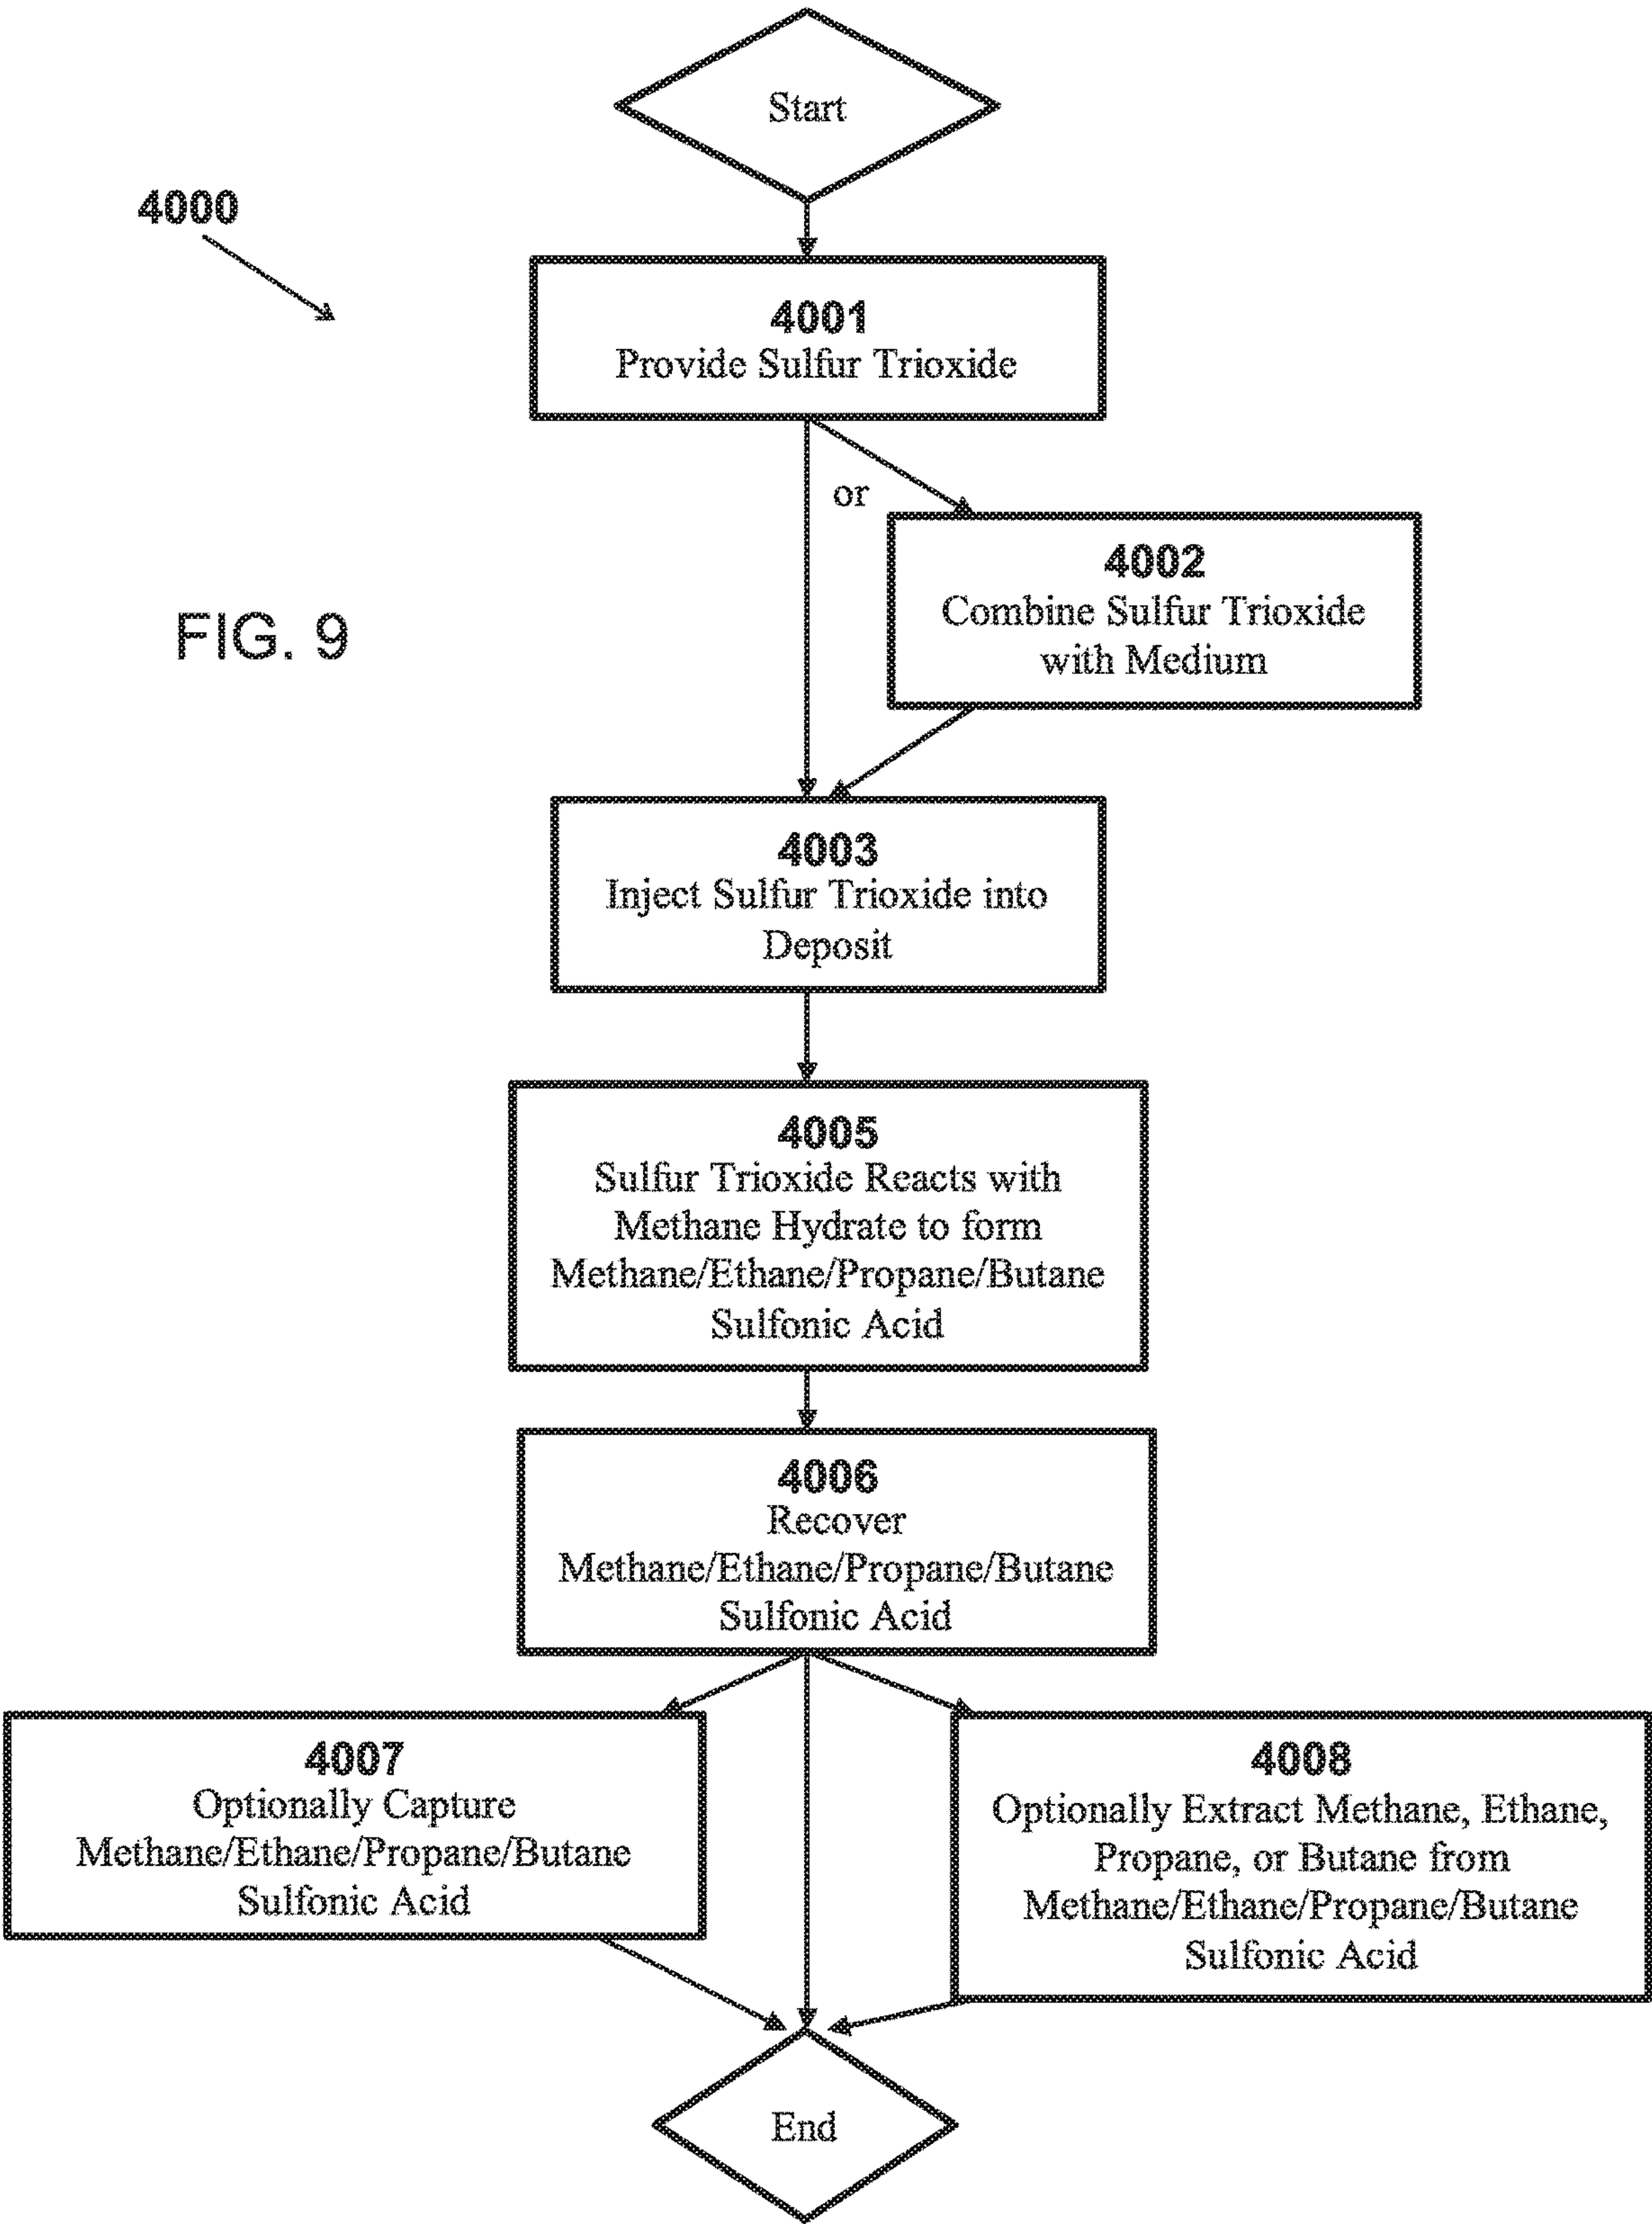 Start
4000
4001
Provide Sulfur Trioxide
or
4002
Combine Sulfur Trioxide
with Medium
FIG. 9
4003
Inject Sulfur Trioxide into
Deposit
4005
Sulfur Trioxide Reacts with
Methane Hydrate to form
Methane/Ethane/Propane/Butane
Sulfonic Acid
4006
Recover
Methane/Ethane/Propane/Butane
Sulfonic Acid
4007
Optionally Capture
Methane/Ethane/Propane/Butane
Sulfonic Acid
4008
Optionally Extract Methane, Ethane,
Propane, or Butane from
Methane/Ethane/Propane/Butane
Sulfonic Acid
End